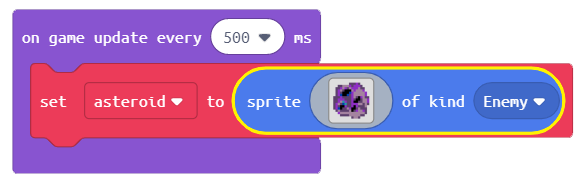 on game update every 500 ms
set asteroid to sprite of kind Enemy